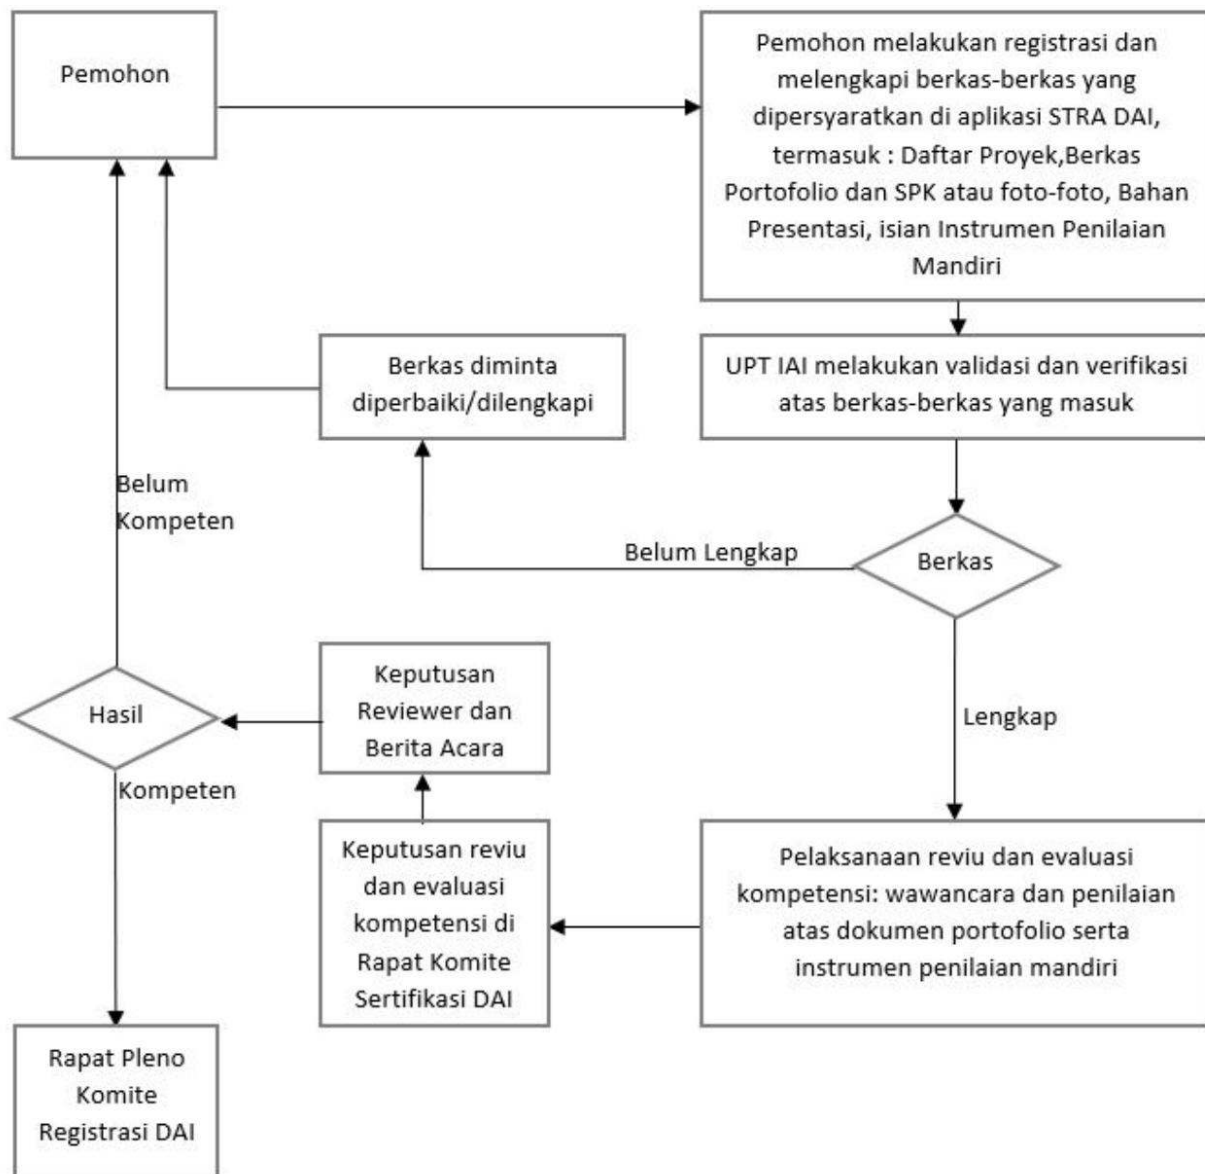 Pemohon
Pemohon melakukan registrasi dan
melengkapi berkas-berkas yang
dipersyaratkan di aplikasi STRA DAI,
termasuk : Daftar Proyek,Berkas
Portofolio dan SPK atau foto-foto, Bahan
Presentasi, isian Instrumen Penilaian
Mandiri
UPT IAI melakukan validasi dan verifikasi
atas berkas-berkas yang masuk
Berkas diminta
diperbaiki/dilengkapi
Belum
Kompeten
Belum Lengkap
Berkas
Lengkap
Keputusan
Reviewer dan
Berita Acara
Hasil
Kompeten
Keputusan reviu
dan evaluasi
kompetensi di
Rapat Komite
Sertifikasi DAI
Pelaksanaan reviu dan evaluasi
kompetensi: wawancara dan penilaian
atas dokumen portofolio serta
instrumen penilaian mandiri
Rapat Pleno
Komite
Registrasi DAI